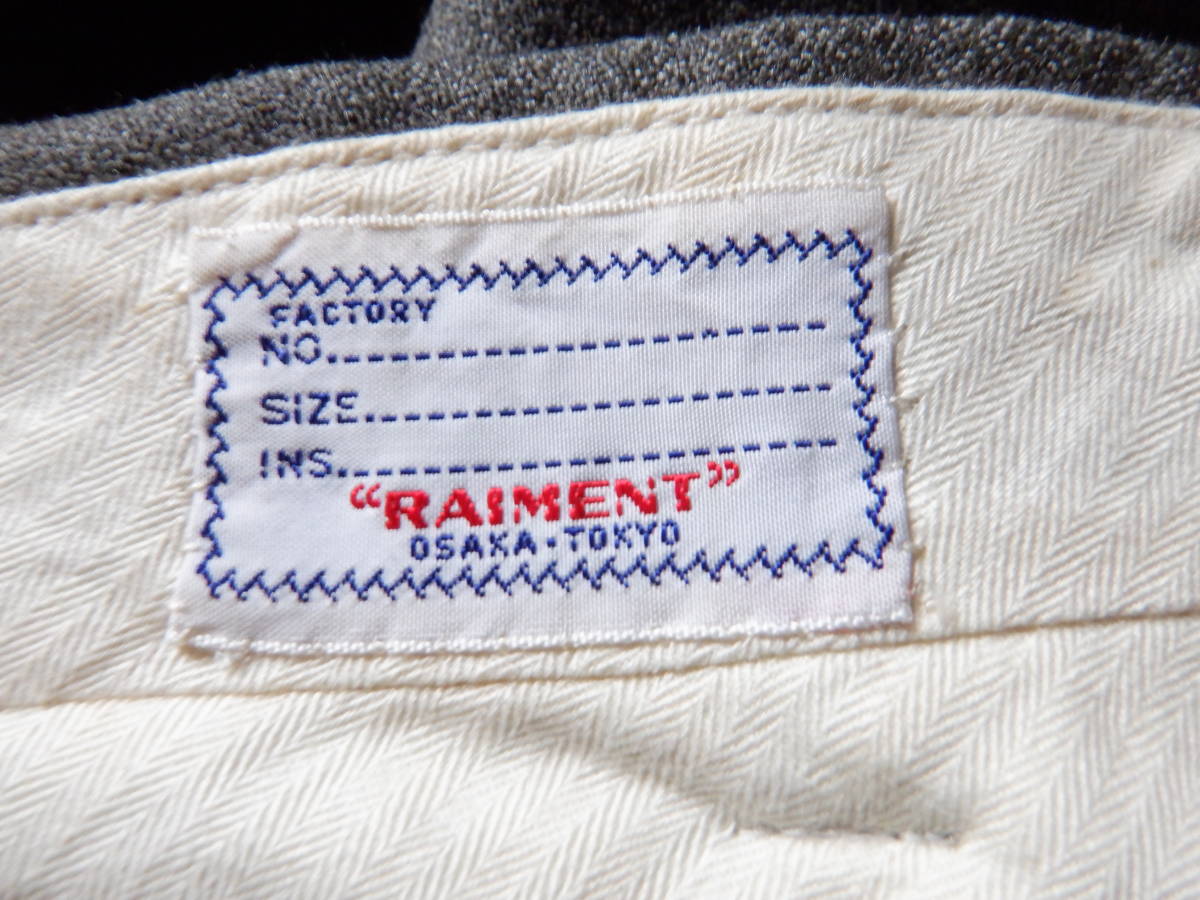 FACTORY
NO.
SIZE.
INS.
“RAIMENT”
OSAKA·TOKYO